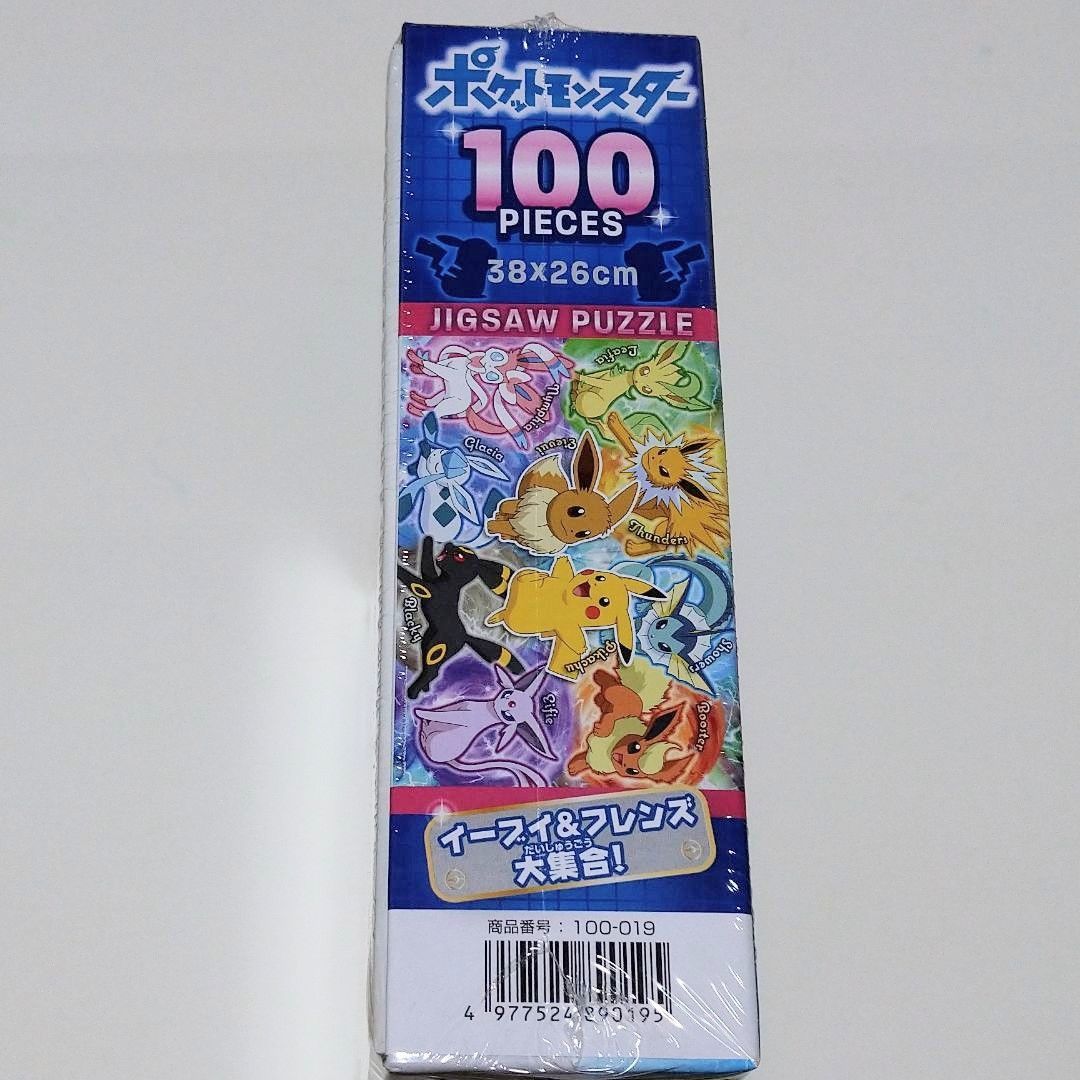 ポケットモンスター
100
PIECES
38x26cm
JIGSAW PUZZLE
Leafia
Nymphia
Glacia
Eievui
Thunders
Blacky
Pikachu
Showers
Eifie
Booster
イーブイ&フレンズ
だいしゅうごう
大集合!
商品番号：100-019
4 977524 890195